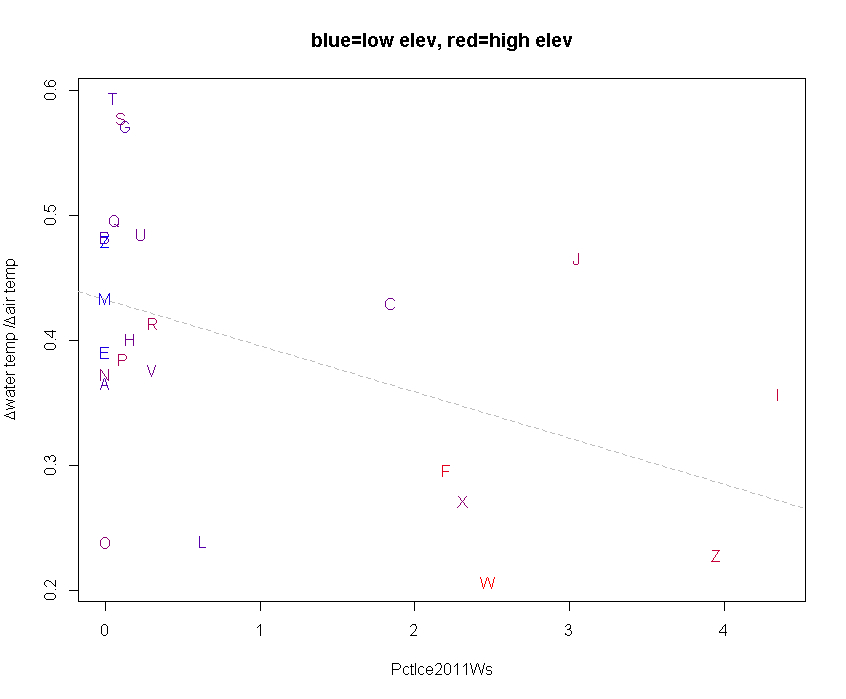 blue=low elev, red=high elev
Δwater temp /Δair temp
0.6
0.5
0.4
0.3
0.2
T
S
G
Q
B
U
J
M
C
R
H
E
P
V
N
A
I
F
X
O
L
Z
W
0 1 2 3 4
PctIce2011Ws